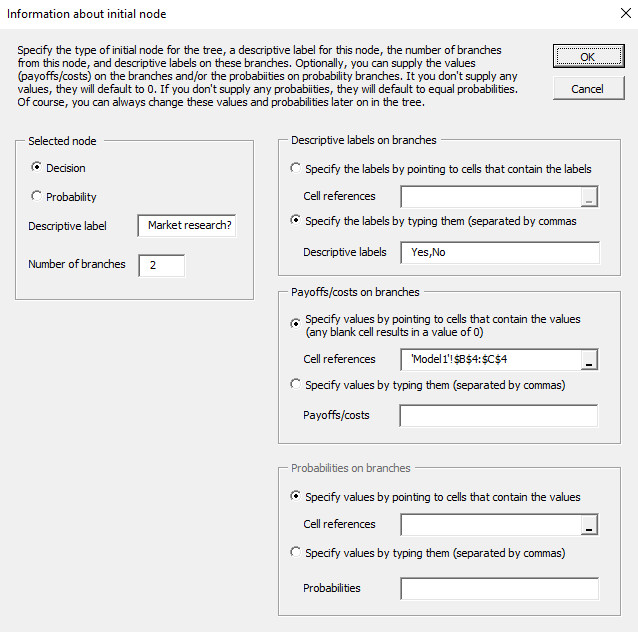 Information about initial node
Specify the type of initial node for the tree, a descriptive label for this node, the number of branches
from this node, and descriptive labels on these branches. Optionally, you can supply the values
(payoffs/costs) on the branches and/or the probabiities on probability branches. It you don't supply any
values, they will default to 0. If you don't supply any probabiities, they will default to equal probabilities.
Of course, you can always change these values and probabilities later on in the tree.
OK
Cancel
Selected node
Decision
Probability
Descriptive label
Market research?
Number of branches
2
Descriptive labels on branches
Specify the labels by pointing to cells that contain the labels
Cell references
Specify the labels by typing them (separated by commas
Descriptive labels
Yes,No
Payoffs/costs on branches
Specify values by pointing to cells that contain the values
(any blank cell results in a value of 0)
Cell references
'Model1'!$B$4:$C$4
Specify values by typing them (separated by commas)
Payoffs/costs
Probabilities on branches
Specify values by pointing to cells that contain the values
Cell references
Specify values by typing them (separated by commas)
Probabilities